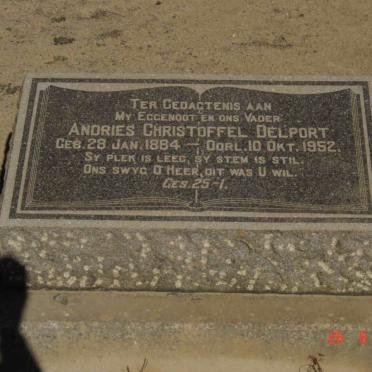 TER GEDAGTENIS AAN
MY EGGENOOT EN ONS VADER
ANDRIES CHRISTOFFEL DELPORT
GEB. 28 JAN. 1884 — OORL. 10 OKT. 1952.
SY PLEK IS LEEG, SY STEM IS STIL.
ONS SWYG O HEER, DIT WAS U WIL.
GES. 25-1.